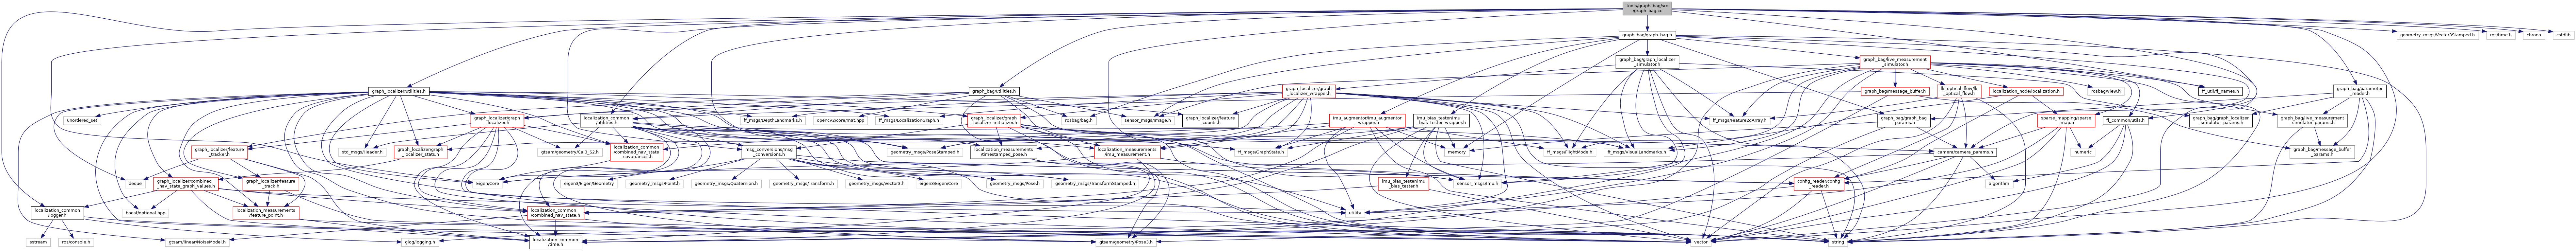 tools/graph_bag/src
/graph_bag.cc
graph_bag/graph_bag.h
geometry_msgs/Vector3Stamped.h
ros/time.h
chrono
cstdlib
graph_bag/graph_localizer
_simulator.h
graph_bag/live_measurement
_simulator.h
graph_localizer/utilities.h
graph_bag/utilities.h
graph_localizer/graph
_localizer_wrapper.h
graph_bag/message_buffer.h
lk_optical_flow/lk
_optical_flow.h
localization_node/localization.h
rosbag/view.h
ff_util/ff_names.h
graph_bag/parameter
_reader.h
unordered_set
graph_localizer/graph
_localizer.h
localization_common
/utilities.h
ff_msgs/DepthLandmarks.h
opencv2/core/mat.hpp
ff_msgs/LocalizationGraph.h
graph_localizer/graph
_localizer_initializer.h
rosbag/bag.h
sensor_msgs/Image.h
graph_localizer/feature
_counts.h
imu_augmentor/imu_augmentor
_wrapper.h
imu_bias_tester/imu
_bias_tester_wrapper.h
ff_msgs/Feature2dArray.h
graph_bag/graph_bag
_params.h
sparse_mapping/sparse
_map.h
ff_common/utils.h
graph_bag/graph_localizer
_simulator_params.h
graph_bag/live_measurement
_simulator_params.h
graph_localizer/feature
_tracker.h
std_msgs/Header.h
graph_localizer/graph
_localizer_stats.h
gtsam/geometry/Cal3_S2.h
localization_common
/combined_nav_state
_covariances.h
msg_conversions/msg
_conversions.h
geometry_msgs/PoseStamped.h
localization_measurements
/timestamped_pose.h
localization_measurements
/imu_measurement.h
ff_msgs/GraphState.h
memory
ff_msgs/FlightMode.h
ff_msgs/VisualLandmarks.h
camera/camera_params.h
numeric
graph_bag/message_buffer
_params.h
deque
graph_localizer/combined
_nav_state_graph_values.h
graph_localizer/feature
_track.h
Eigen/Core
eigen3/Eigen/Geometry
geometry_msgs/Point.h
geometry_msgs/Quaternion.h
geometry_msgs/Transform.h
geometry_msgs/Vector3.h
eigen3/Eigen/Core
geometry_msgs/Pose.h
geometry_msgs/TransformStamped.h
imu_bias_tester/imu
_bias_tester.h
sensor_msgs/Imu.h
config_reader/config
_reader.h
algorithm
localization_common
/logger.h
boost/optional.hpp
localization_measurements
/feature_point.h
localization_common
/combined_nav_state.h
utility
sstream
ros/console.h
gtsam/linear/NoiseModel.h
glog/logging.h
localization_common
/time.h
gtsam/geometry/Pose3.h
vector
string